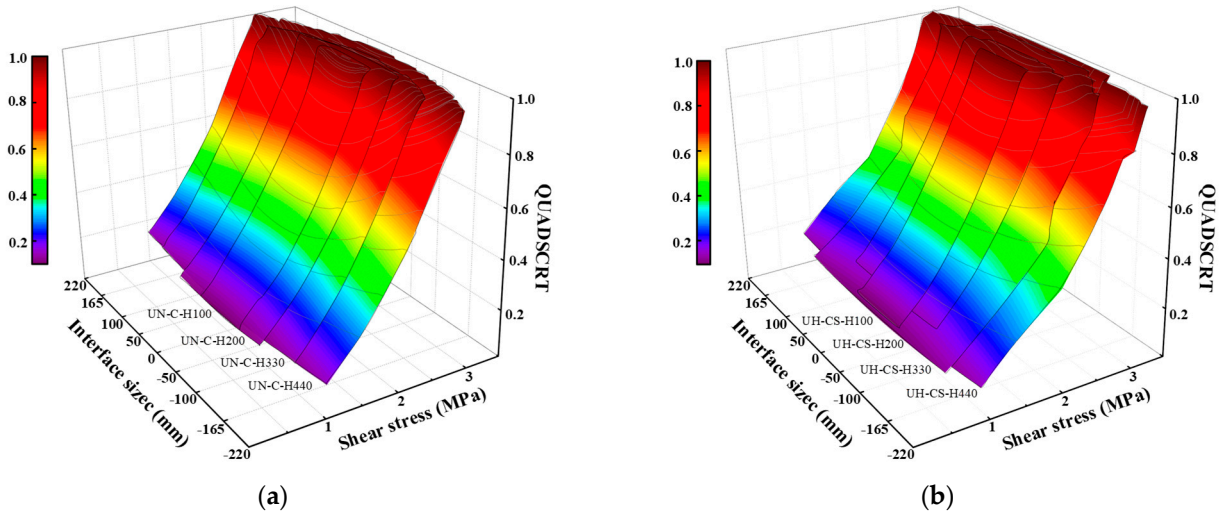 1.0
0.8
0.6
0.4
0.2
1.0
0.8
0.6
0.4
0.2
QUADSCRT
220
165
100
50
0
-50
-100
-165
-220
Interface sizec (mm)
UN-C-H100
UN-C-H200
UN-C-H330
UN-C-H440
1
2
3
Shear stress (MPa)
(a)
1.0
0.8
0.6
0.4
0.2
1.0
0.8
0.6
0.4
0.2
QUADSCRT
220
165
100
50
0
-50
-100
-165
-220
Interface sizec (mm)
UH-CS-H100
UH-CS-H200
UH-CS-H330
UH-CS-H440
1
2
3
Shear stress (MPa)
(b)